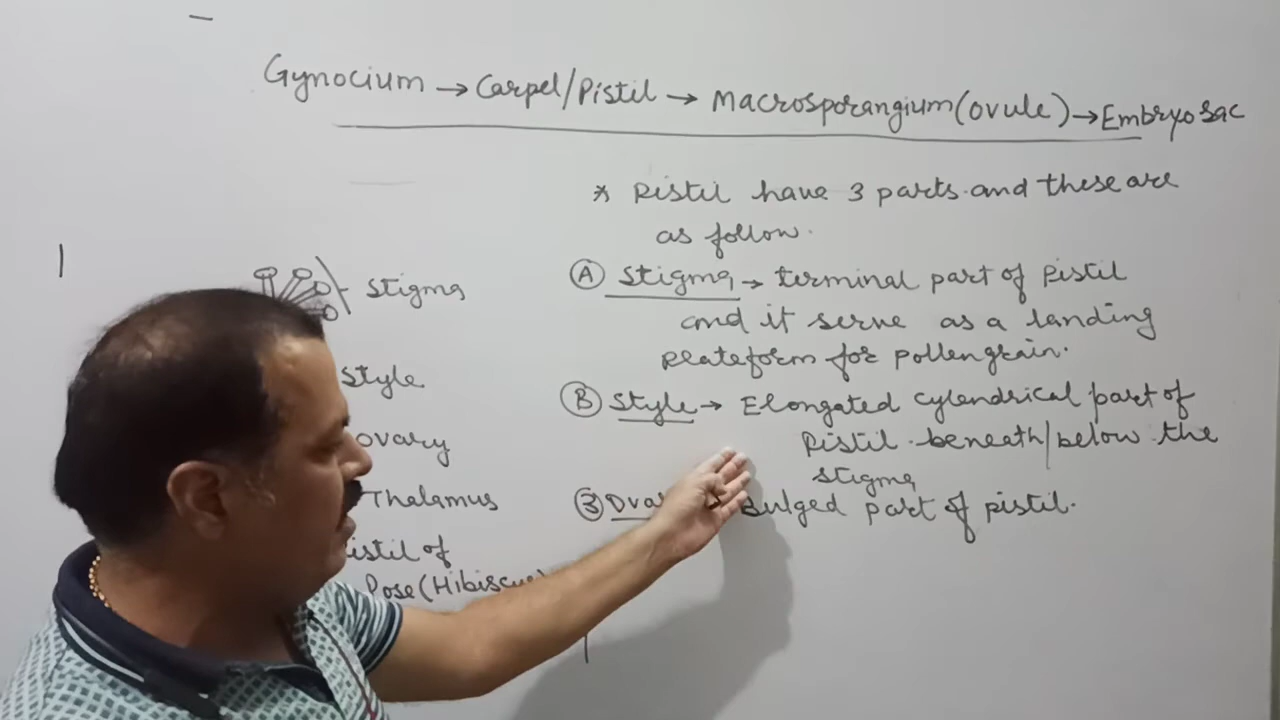 Gynocium → Carpel/Pistil → Macrosporangium (ovule) → Embryo sac
* Pistil have 3 parts and these are
as follow.
Stigma
Style
ovary
Thalamus
of
Rose (Hibiscus)
(A) Stigma → terminal part of Pistil
and it serve as a landing
plateform for pollengrain.
(B) Style → Elongated cylendrical part of
Pistil beneath/below the
stigma
(3) Bulged part of pistil.